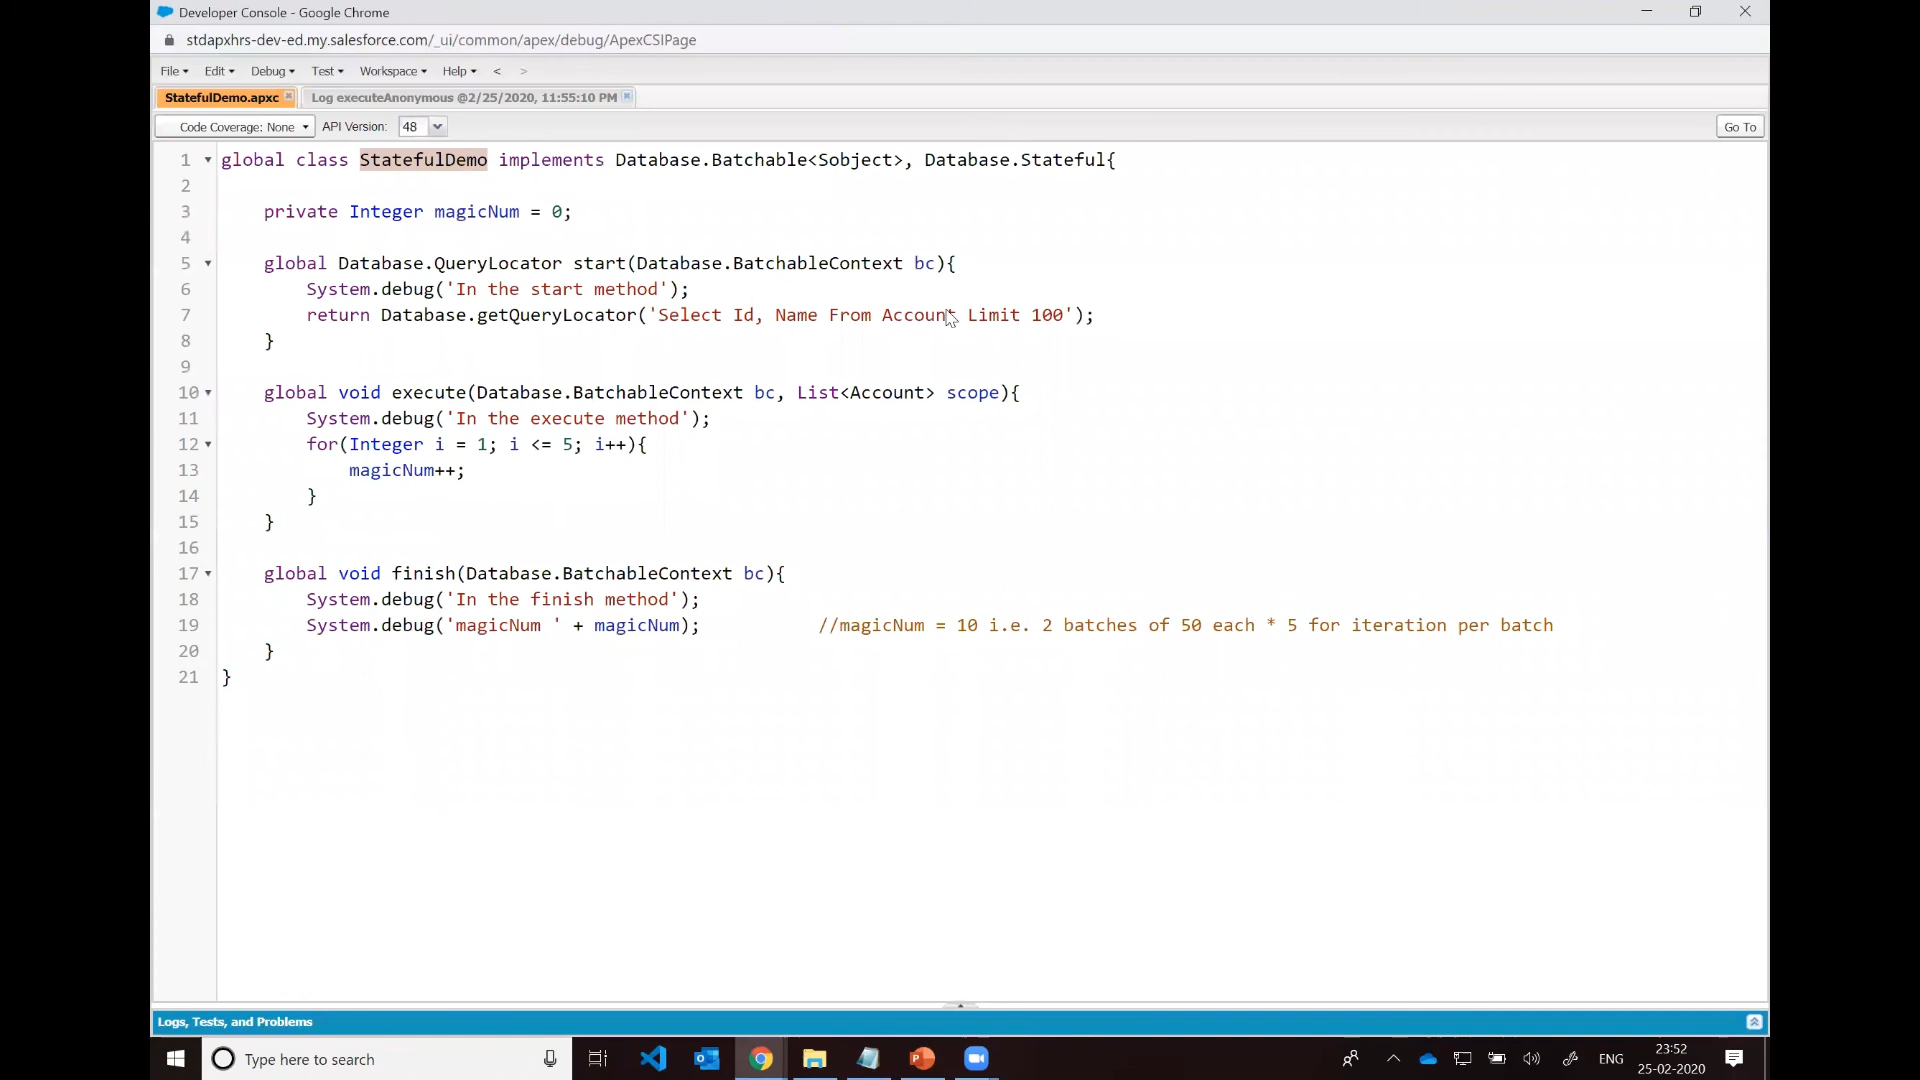 Developer Console - Google Chrome
stdapxhrs-dev-ed.my.salesforce.com/_ui/common/apex/debug/ApexCSIPage
File Edit Debug Test Workspace Help < >
StatefulDemo.apxc Log executeAnonymous @2/25/2020, 11:55:10 PM
Code Coverage: None API Version: 48 Go To
1 global class StatefulDemo implements Database.Batchable<Sobject>, Database.Stateful{
2
3 private Integer magicNum = 0;
4
5 global Database.QueryLocator start(Database.BatchableContext bc){
6 System.debug('In the start method');
7 return Database.getQueryLocator('Select Id, Name From Account Limit 100');
8 }
9
10 global void execute(Database.BatchableContext bc, List<Account> scope){
11 System.debug('In the execute method');
12 for(Integer i = 1; i <= 5; i++){
13 magicNum++;
14 }
15 }
16
17 global void finish(Database.BatchableContext bc){
18 System.debug('In the finish method');
19 System.debug('magicNum ' + magicNum); //magicNum = 10 i.e. 2 batches of 50 each * 5 for iteration per batch
20 }
21 }
Logs, Tests, and Problems
Type here to search
ENG
23:52
25-02-2020